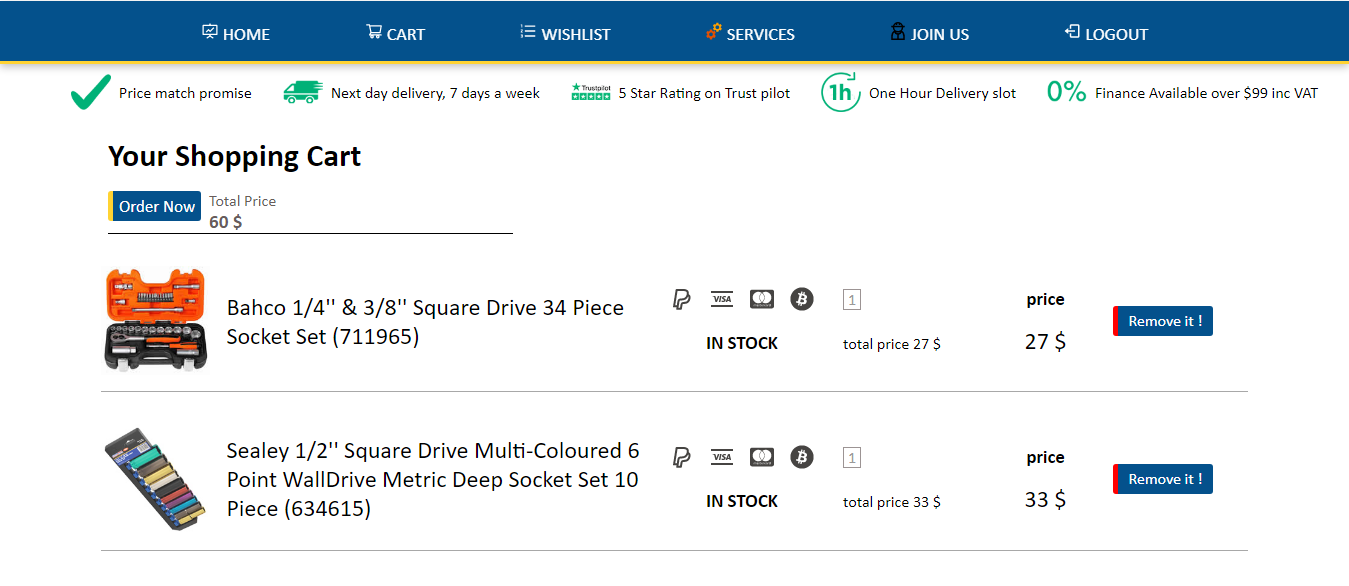 HOME
CART
WISHLIST
SERVICES
JOIN US
LOGOUT
Price match promise
Next day delivery, 7 days a week
Trustpilot
5 Star Rating on Trust pilot
1h
One Hour Delivery slot
0%
Finance Available over $99 inc VAT
Your Shopping Cart
Order Now
Total Price
60 $
Bahco 1/4'' & 3/8'' Square Drive 34 Piece
Socket Set (711965)
VISA
1
IN STOCK
total price 27 $
price
27 $
Remove it !
Sealey 1/2'' Square Drive Multi-Coloured 6
Point WallDrive Metric Deep Socket Set 10
Piece (634615)
VISA
1
IN STOCK
total price 33 $
price
33 $
Remove it !